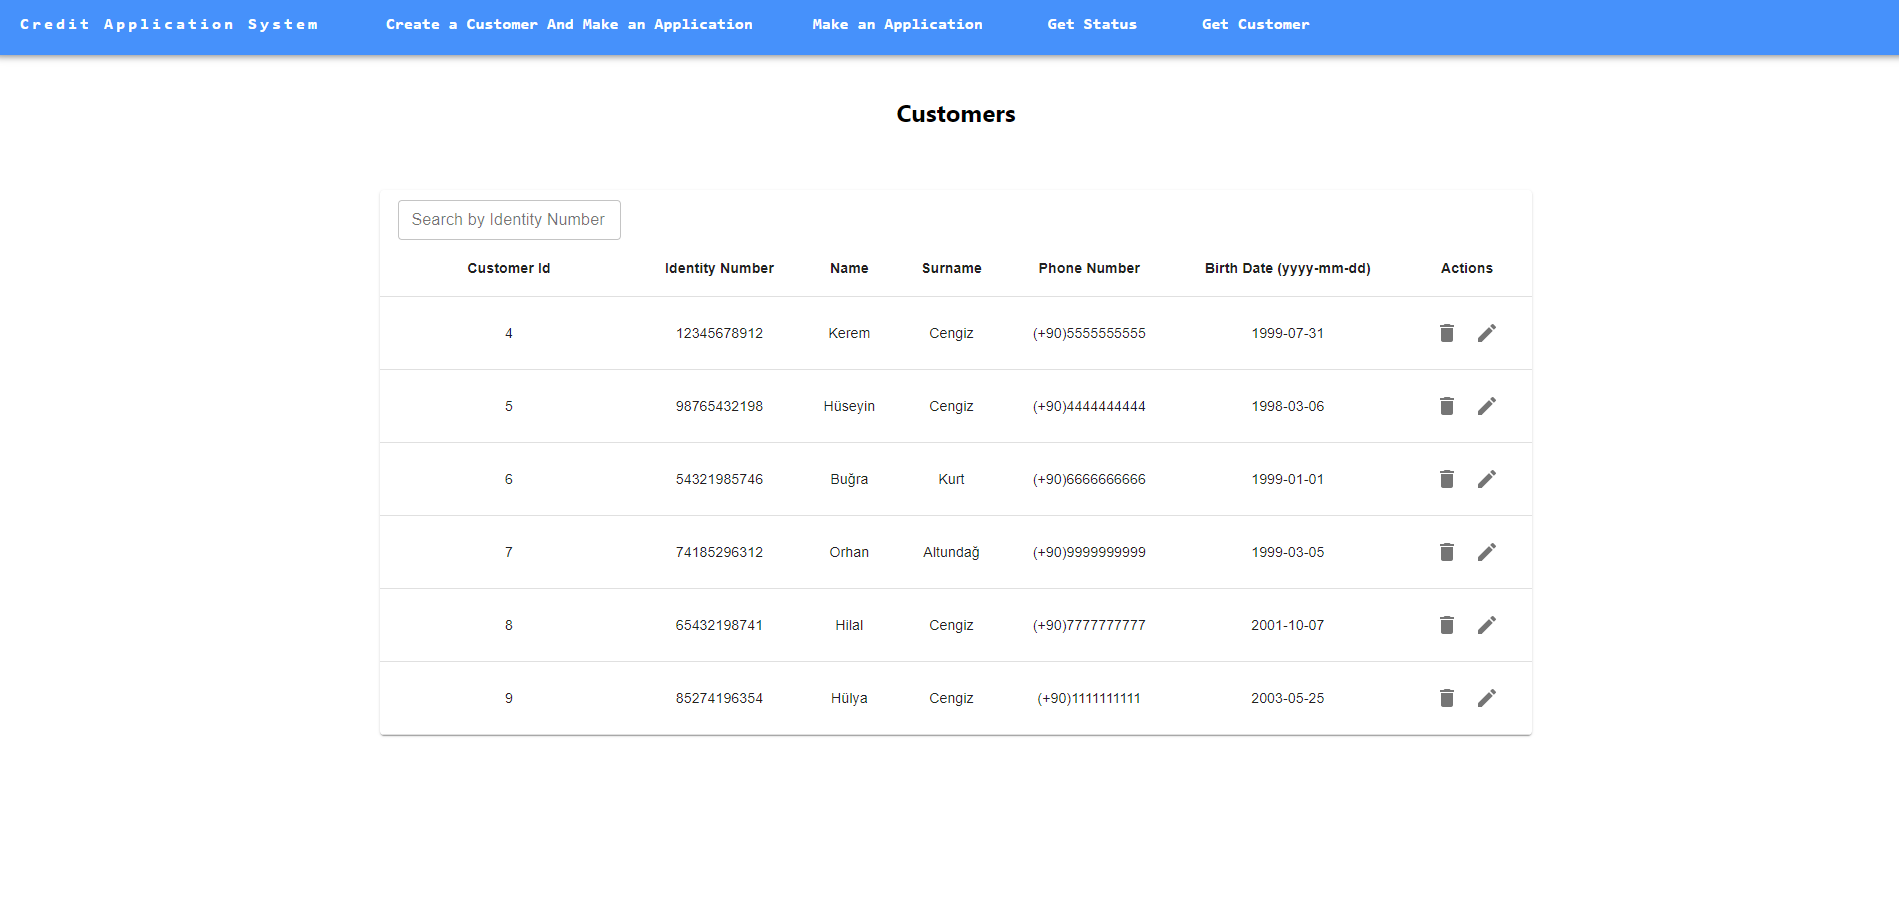 Credit Application System Create a Customer And Make an Application Make an Application Get Status Get Customer
Customers
Search by Identity Number
Customer Id Identity Number Name Surname Phone Number Birth Date (yyyy-mm-dd) Actions
4 12345678912 Kerem Cengiz (+90)5555555555 1999-07-31
5 98765432198 Hüseyin Cengiz (+90)4444444444 1998-03-06
6 54321985746 Buğra Kurt (+90)6666666666 1999-01-01
7 74185296312 Orhan Altundağ (+90)9999999999 1999-03-05
8 65432198741 Hilal Cengiz (+90)7777777777 2001-10-07
9 85274196354 Hülya Cengiz (+90)1111111111 2003-05-25